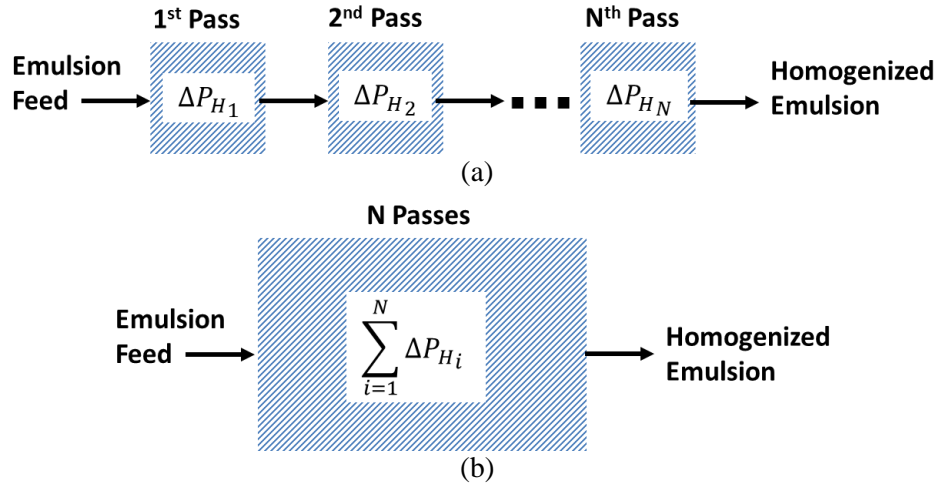 1st Pass 2nd Pass Nth Pass
Emulsion
Feed
ΔP_{H_1} ΔP_{H_2} ... ΔP_{H_N}
Homogenized
Emulsion
(a)
N Passes
Emulsion
Feed
\sum_{i=1}^{N} ΔP_{H_i}
Homogenized
Emulsion
(b)